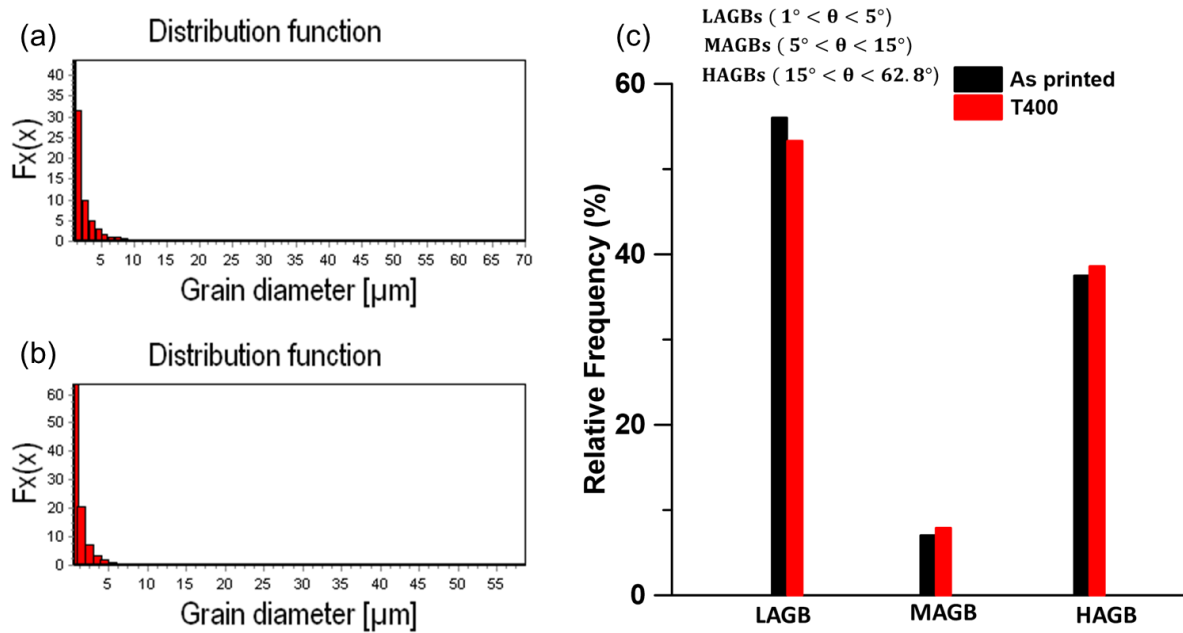 (a)
Distribution function
Fx(x)
40
35
30
25
20
15
10
5
0
5 10 15 20 25 30 35 40 45 50 55 60 65 70
Grain diameter [µm]
(b)
Distribution function
Fx(x)
60
50
40
30
20
10
0
5 10 15 20 25 30 35 40 45 50 55
Grain diameter [µm]
(c)
LAGBs ( 1° < θ < 5°)
MAGBs ( 5° < θ < 15°)
HAGBs ( 15° < θ < 62.8°)
As printed
T400
Relative Frequency (%)
60
40
20
0
LAGB MAGB HAGB